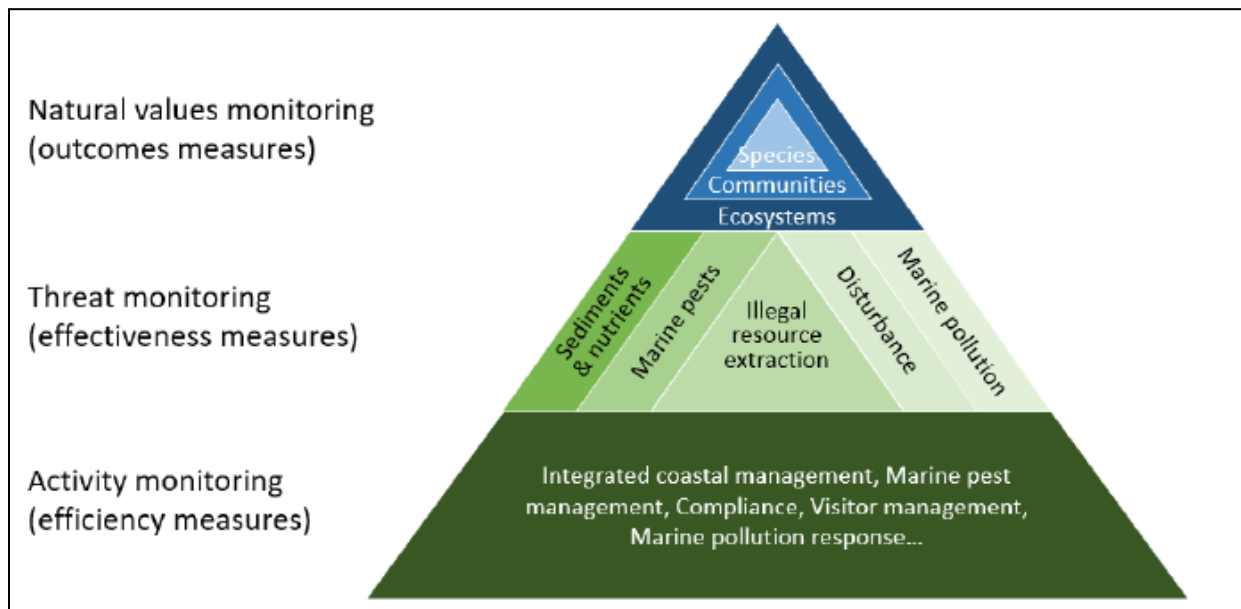 Natural values monitoring
(outcomes measures)
Species
Communities
Ecosystems
Threat monitoring
(effectiveness measures)
Sediments
& nutrients
Marine pests
Illegal
resource
extraction
Disturbance
Marine pollution
Activity monitoring
(efficiency measures)
Integrated coastal management, Marine pest
management, Compliance, Visitor management,
Marine pollution response...